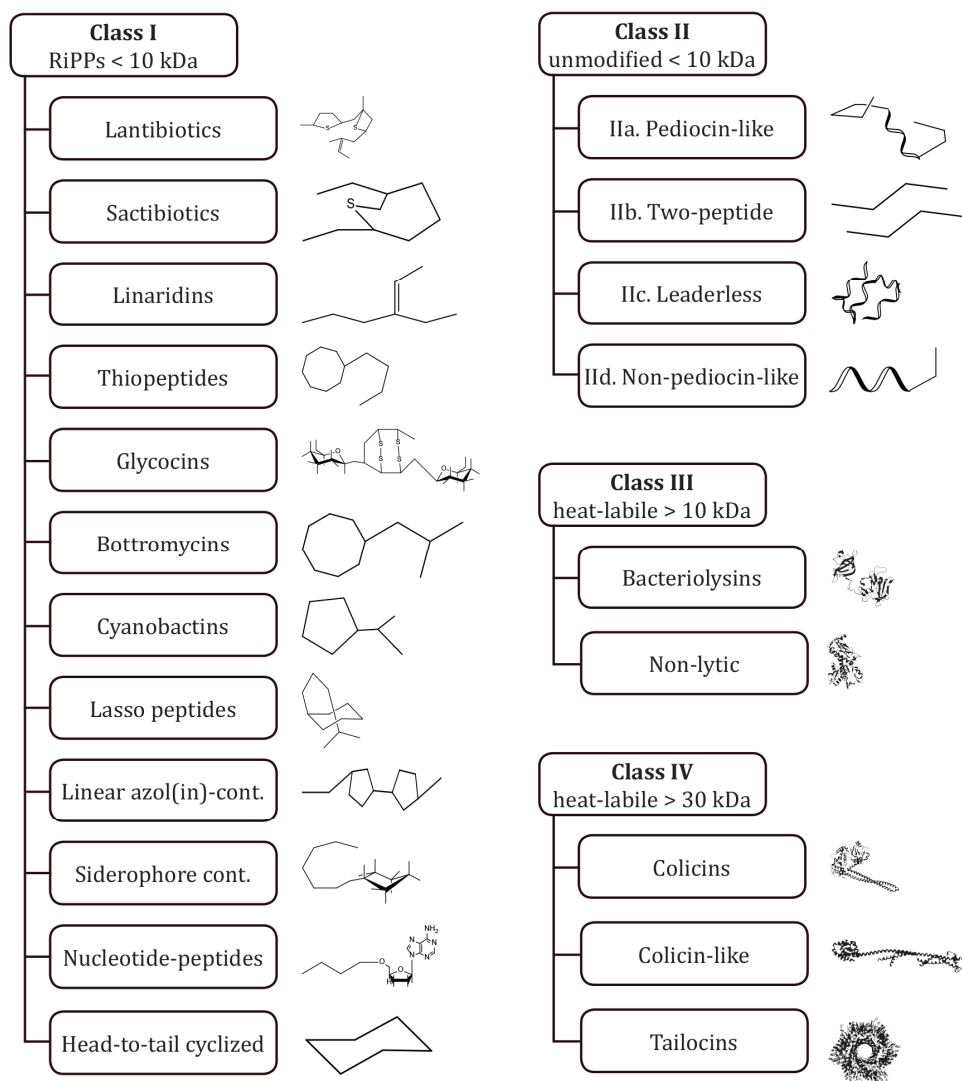 Class I
RiPPs < 10 kDa
Lantibiotics
S
S
Sactibiotics
S
Linaridins
Thiopeptides
Glycocins
O
S
S
S
S
O
Bottromycins
Cyanobactins
Lasso peptides
Linear azol(in)-cont.
Siderophore cont.
Nucleotide-peptides
NH2
N
N
N
N
O
O
H
Head-to-tail cyclized
Class II
unmodified < 10 kDa
IIa. Pediocin-like
IIb. Two-peptide
IIc. Leaderless
IId. Non-pediocin-like
Class III
heat-labile > 10 kDa
Bacteriolysins
Non-lytic
Class IV
heat-labile > 30 kDa
Colicins
Colicin-like
Tailocins